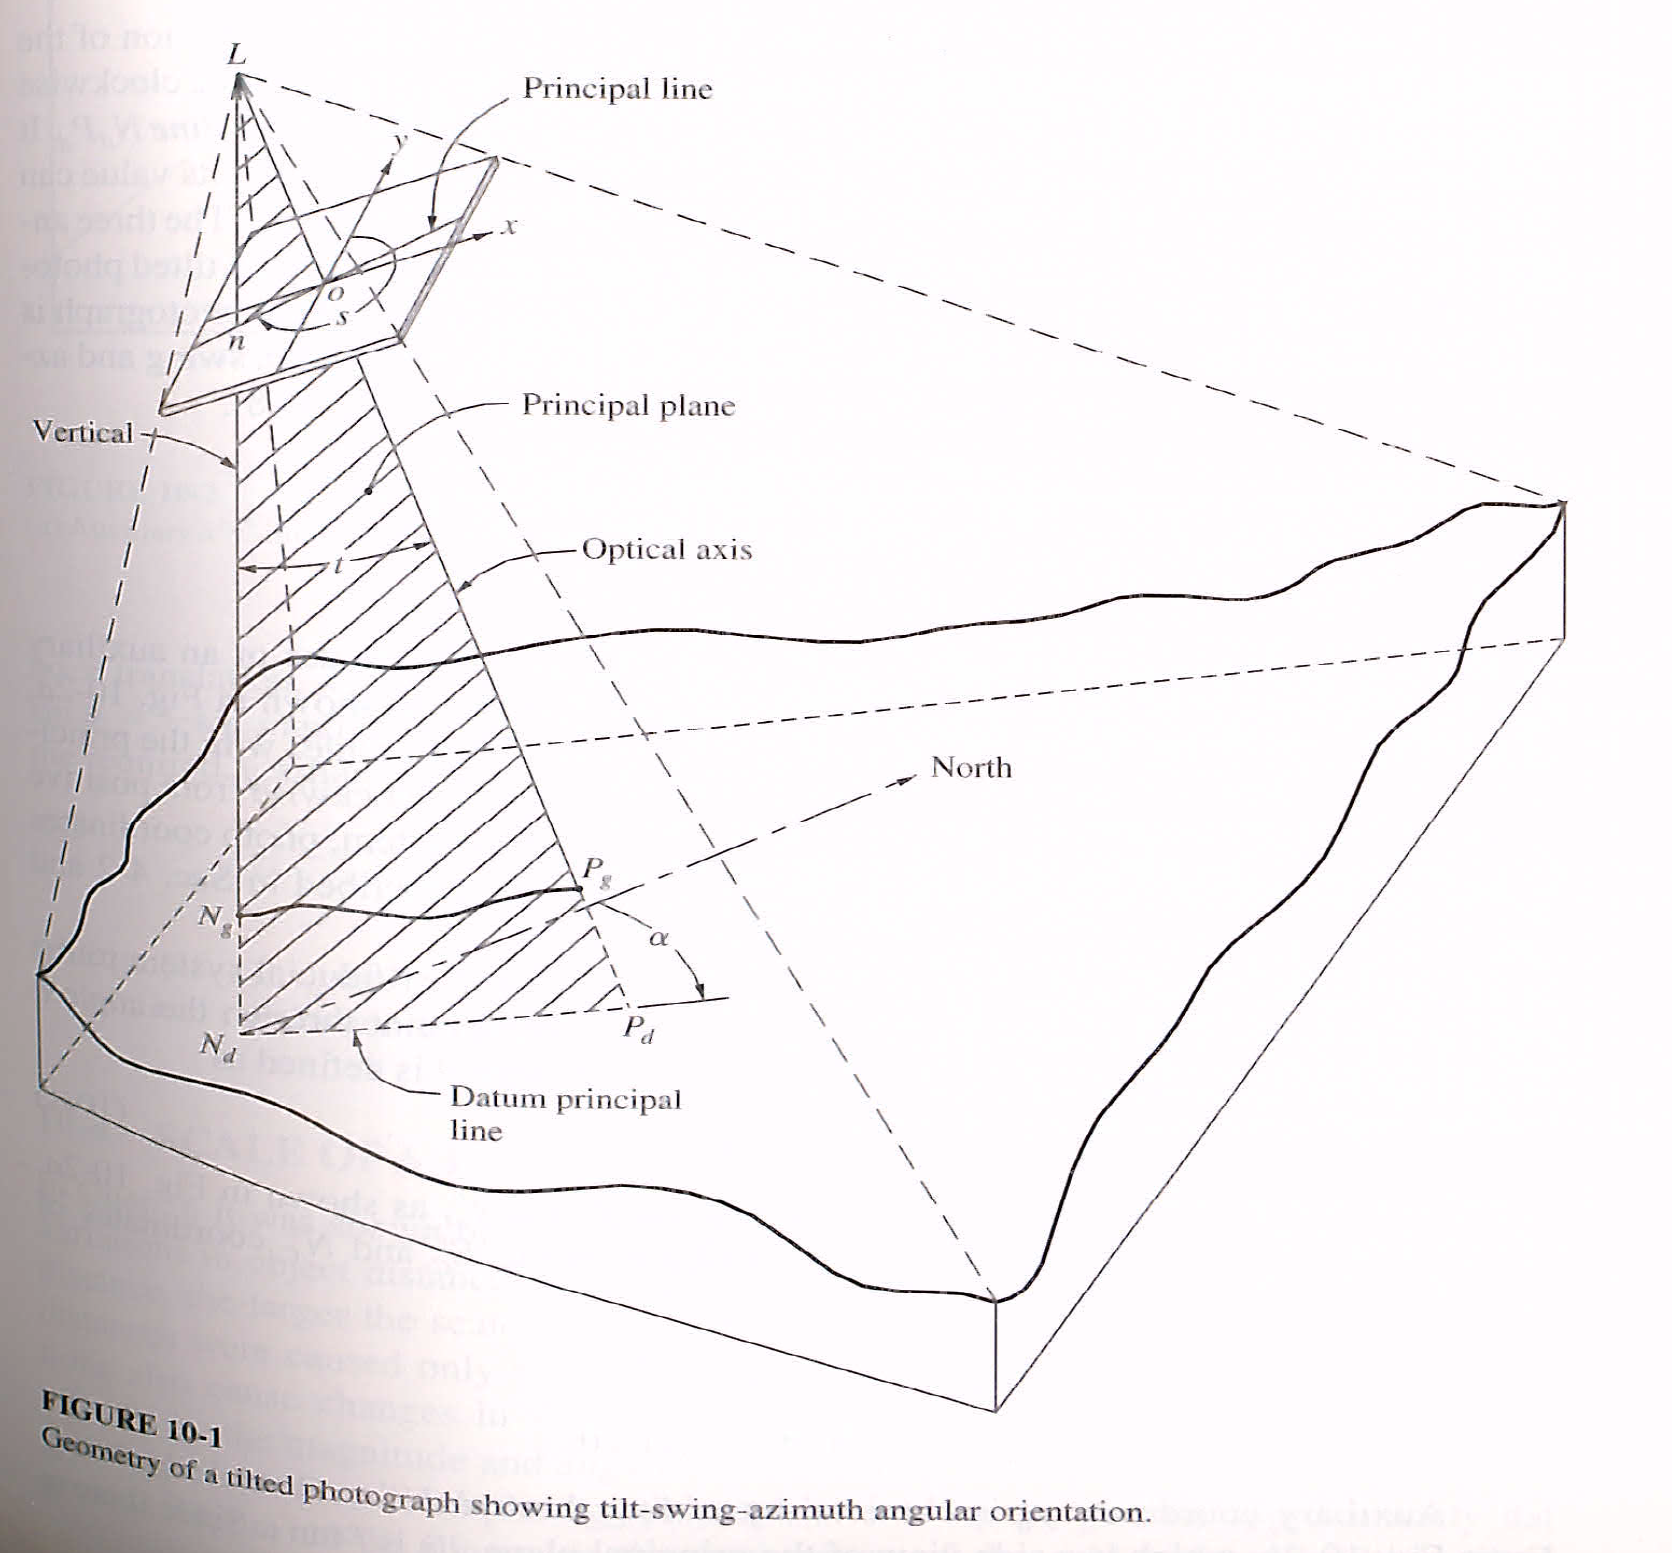 L
Principal line
y
x
o
s
n
Principal plane
Vertical
t
Optical axis
North
P_g
N_g
α
P_d
N_d
Datum principal
line
FIGURE 10-1
Geometry of a tilted photograph showing tilt-swing-azimuth angular orientation.